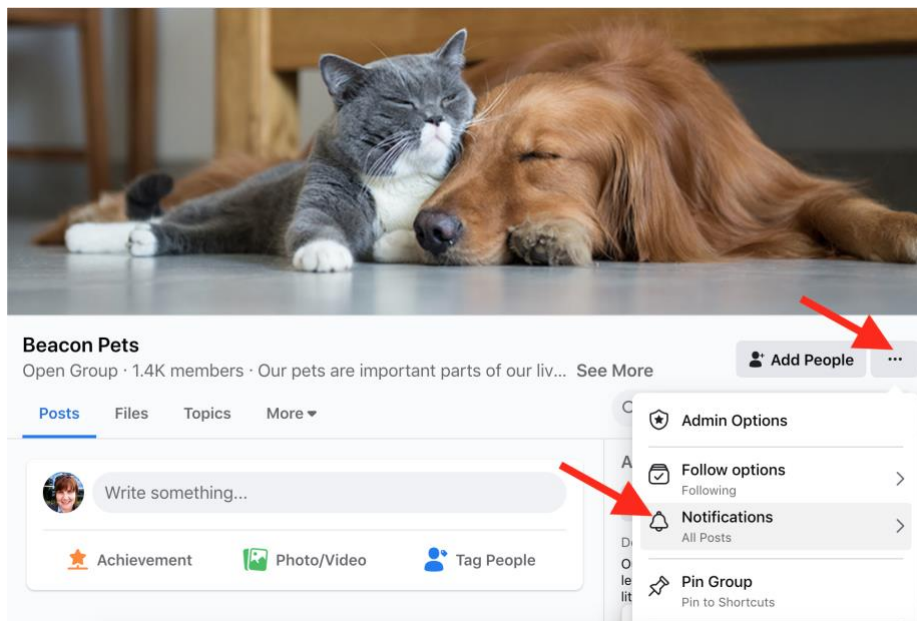 Beacon Pets
Open Group · 1.4K members · Our pets are important parts of our liv... See More
Add People
Posts Files Topics More
Write something...
Achievement Photo/Video Tag People
Admin Options
Follow options
Following
Notifications
All Posts
Pin Group
Pin to Shortcuts